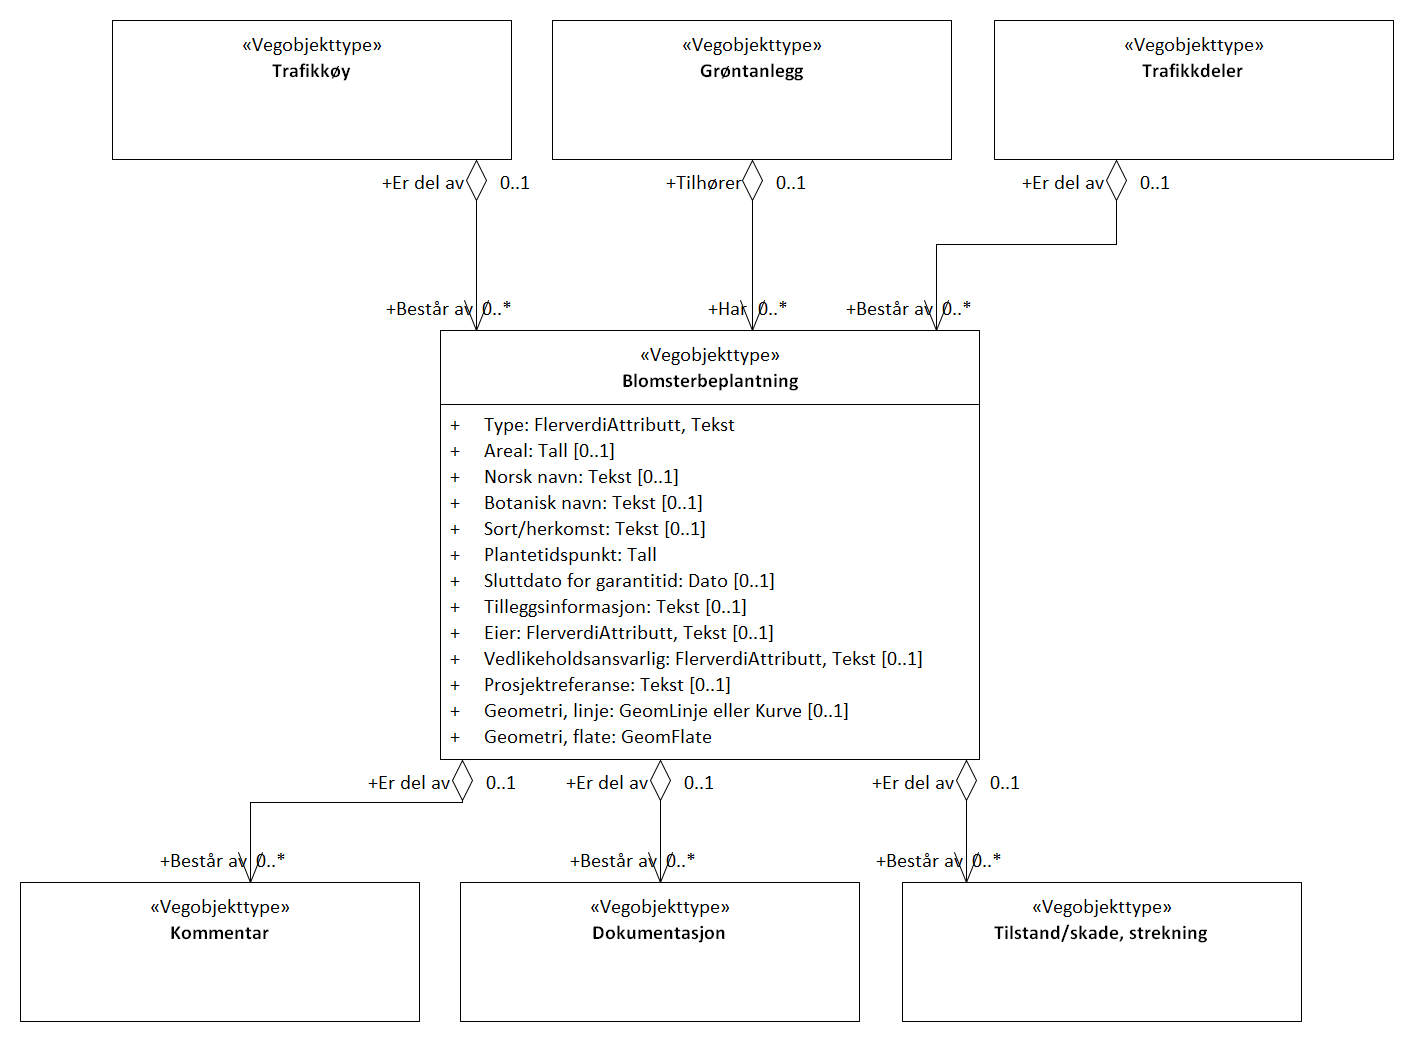 «Vegobjekttype»
Trafikkøy
«Vegobjekttype»
Grøntanlegg
«Vegobjekttype»
Trafikkdeler
+Er del av 0..1
+Tilhører 0..1
+Er del av 0..1
+Består av 0..*
+Har 0..*
+Består av 0..*
«Vegobjekttype»
Blomsterbeplantning
+ Type: FlerverdiAttributt, Tekst
+ Areal: Tall [0..1]
+ Norsk navn: Tekst [0..1]
+ Botanisk navn: Tekst [0..1]
+ Sort/herkomst: Tekst [0..1]
+ Plantetidspunkt: Tall
+ Sluttdato for garantitid: Dato [0..1]
+ Tilleggsinformasjon: Tekst [0..1]
+ Eier: FlerverdiAttributt, Tekst [0..1]
+ Vedlikeholdsansvarlig: FlerverdiAttributt, Tekst [0..1]
+ Prosjektreferanse: Tekst [0..1]
+ Geometri, linje: GeomLinje eller Kurve [0..1]
+ Geometri, flate: GeomFlate
+Er del av 0..1
+Er del av 0..1
+Er del av 0..1
+Består av 0..*
+Består av 0..*
+Består av 0..*
«Vegobjekttype»
Kommentar
«Vegobjekttype»
Dokumentasjon
«Vegobjekttype»
Tilstand/skade, strekning